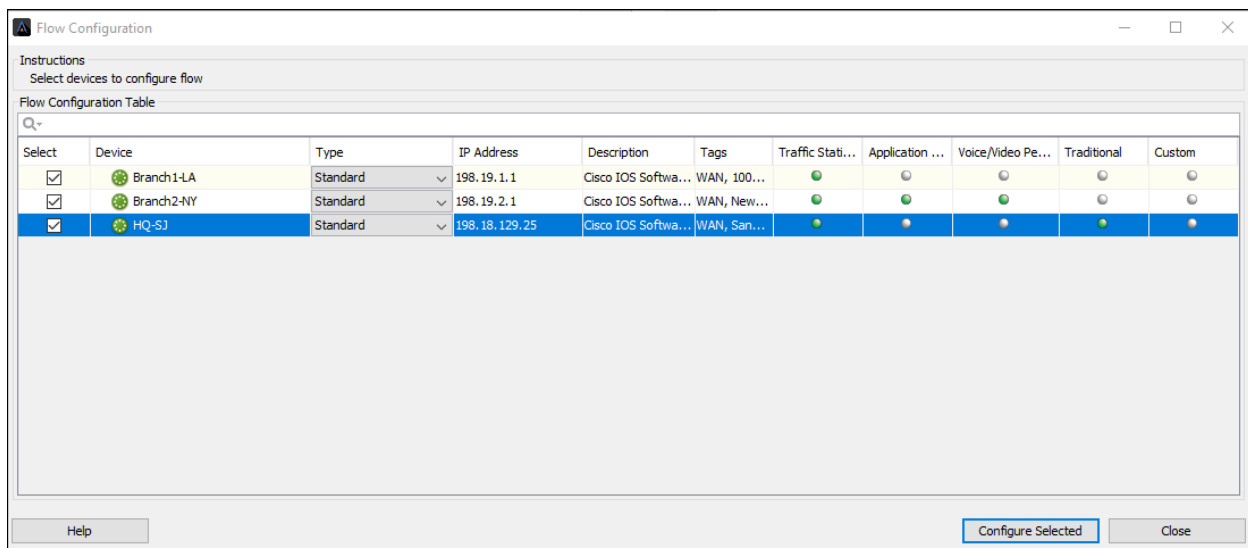 Flow Configuration
Instructions
Select devices to configure flow
Flow Configuration Table
Select Device Type IP Address Description Tags Traffic Stati... Application ... Voice/Video Pe... Traditional Custom
Branch1-LA Standard 198.19.1.1 Cisco IOS Softwa... WAN, 100...
Branch2-NY Standard 198.19.2.1 Cisco IOS Softwa... WAN, New...
HQ-SJ Standard 198.18.129.25 Cisco IOS Softwa... WAN, San...
Help Configure Selected Close